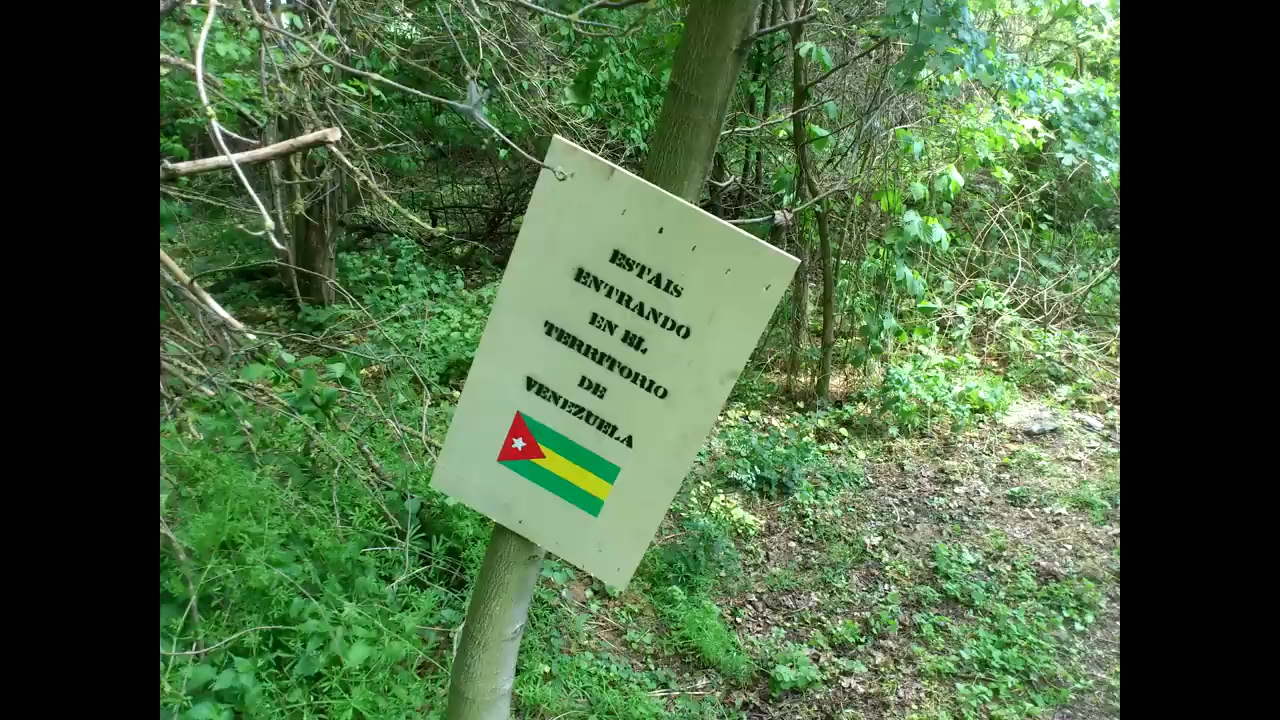 ESTAIS
ENTRANDO
EN EL
TERRITORIO
DE
VENEZUELA